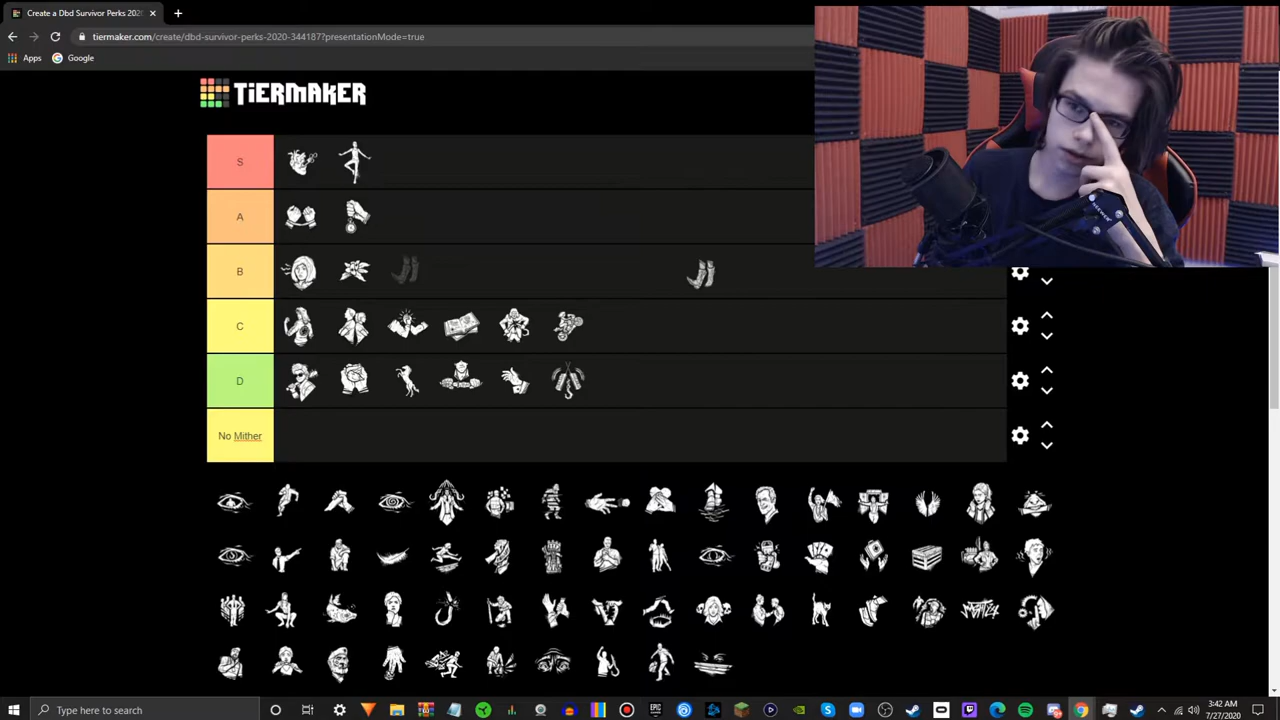 Create a Dbd Survivor Perks 2020
tiermaker.com/create/dbd-survivor-perks-2020-344187?presentationMode=true
Apps
Google
TiERMAKER
S
A
B
C
D
No Mither
NEEWER
Type here to search
3:42 AM
7/27/2020